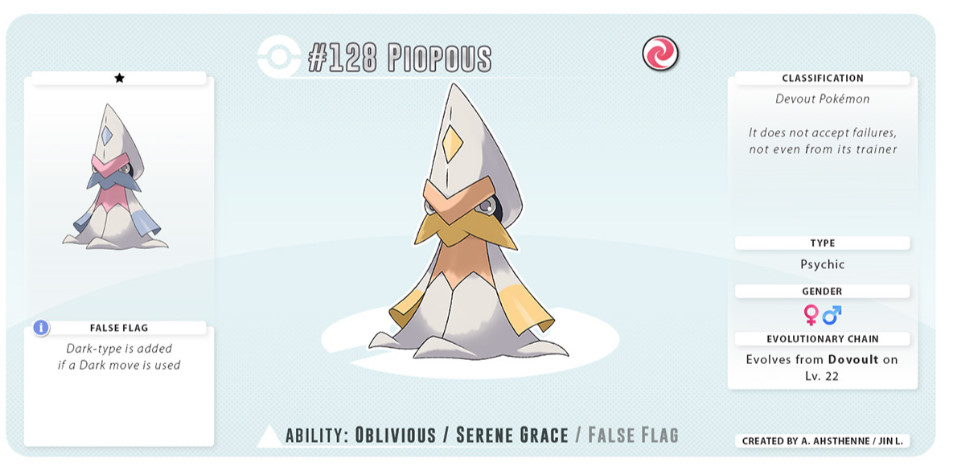 #128 Piopous
★
FALSE FLAG
Dark-type is added
if a Dark move is used
CLASSIFICATION
Devout Pokémon
It does not accept failures,
not even from its trainer
TYPE
Psychic
GENDER
♀♂
EVOLUTIONARY CHAIN
Evolves from Dovoult on
Lv. 22
ABILITY: OBLIVIOUS / SERENE GRACE / FALSE FLAG
CREATED BY A. AHSTHENNE / JIN L.